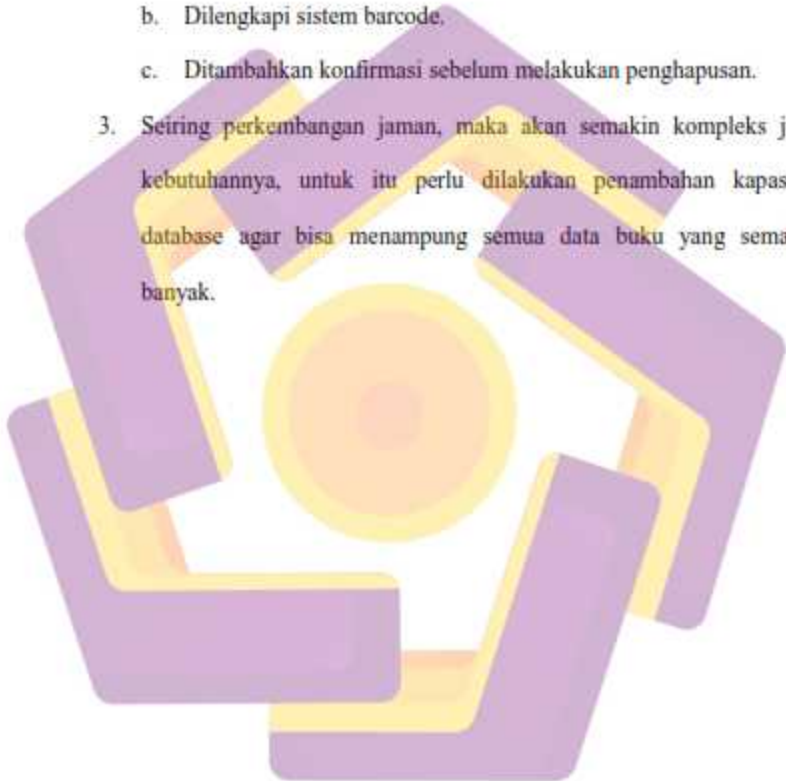 b. Dilengkapi sistem barcode.
c. Ditambahkan konfirmasi sebelum melakukan penghapusan.
3. Seiring perkembangan jaman, maka akan semakin kompleks
kebutuhannya, untuk itu perlu dilakukan penambahan
database agar bisa menampung semua data buku yang
banyak.